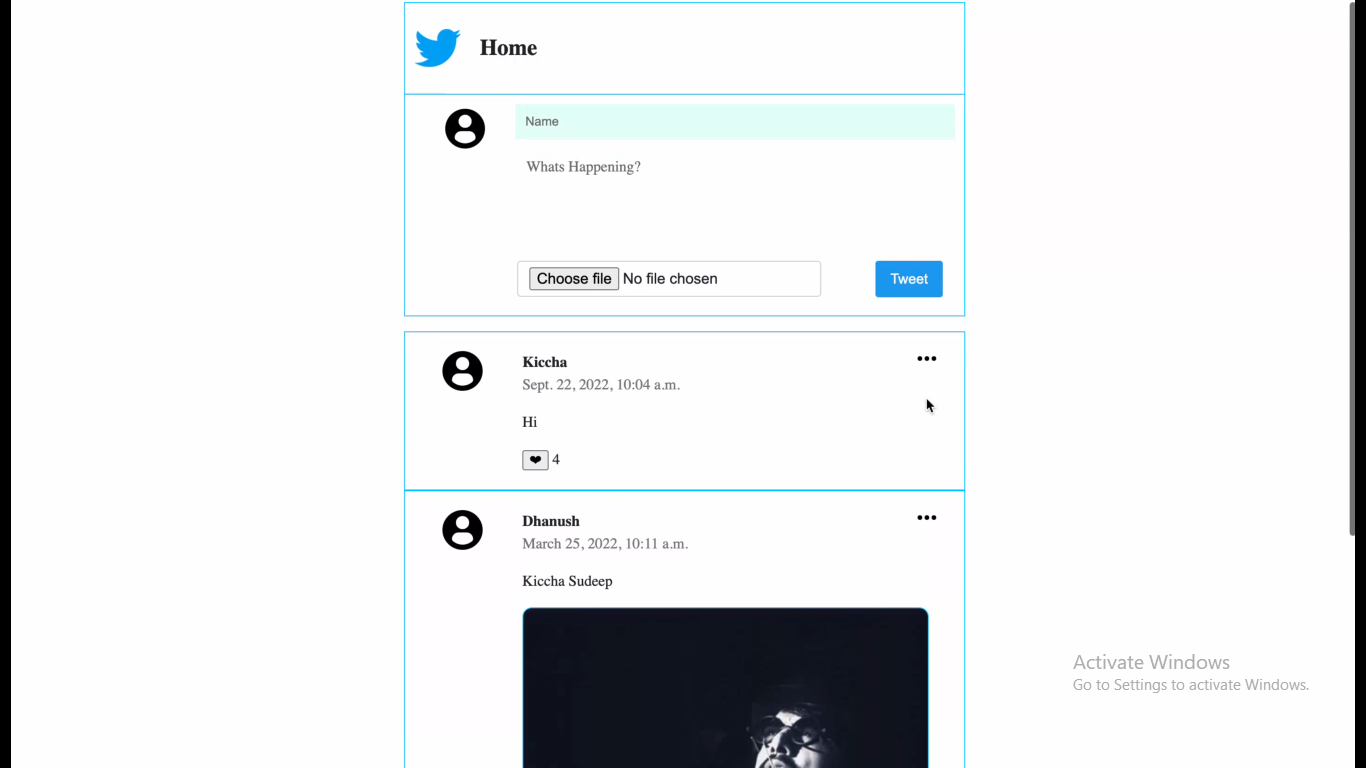 Home
Name
Whats Happening?
Choose file No file chosen
Tweet
Kiccha
Sept. 22, 2022, 10:04 a.m.
Hi
❤ 4
Dhanush
March 25, 2022, 10:11 a.m.
Kiccha Sudeep
Activate Windows
Go to Settings to activate Windows.